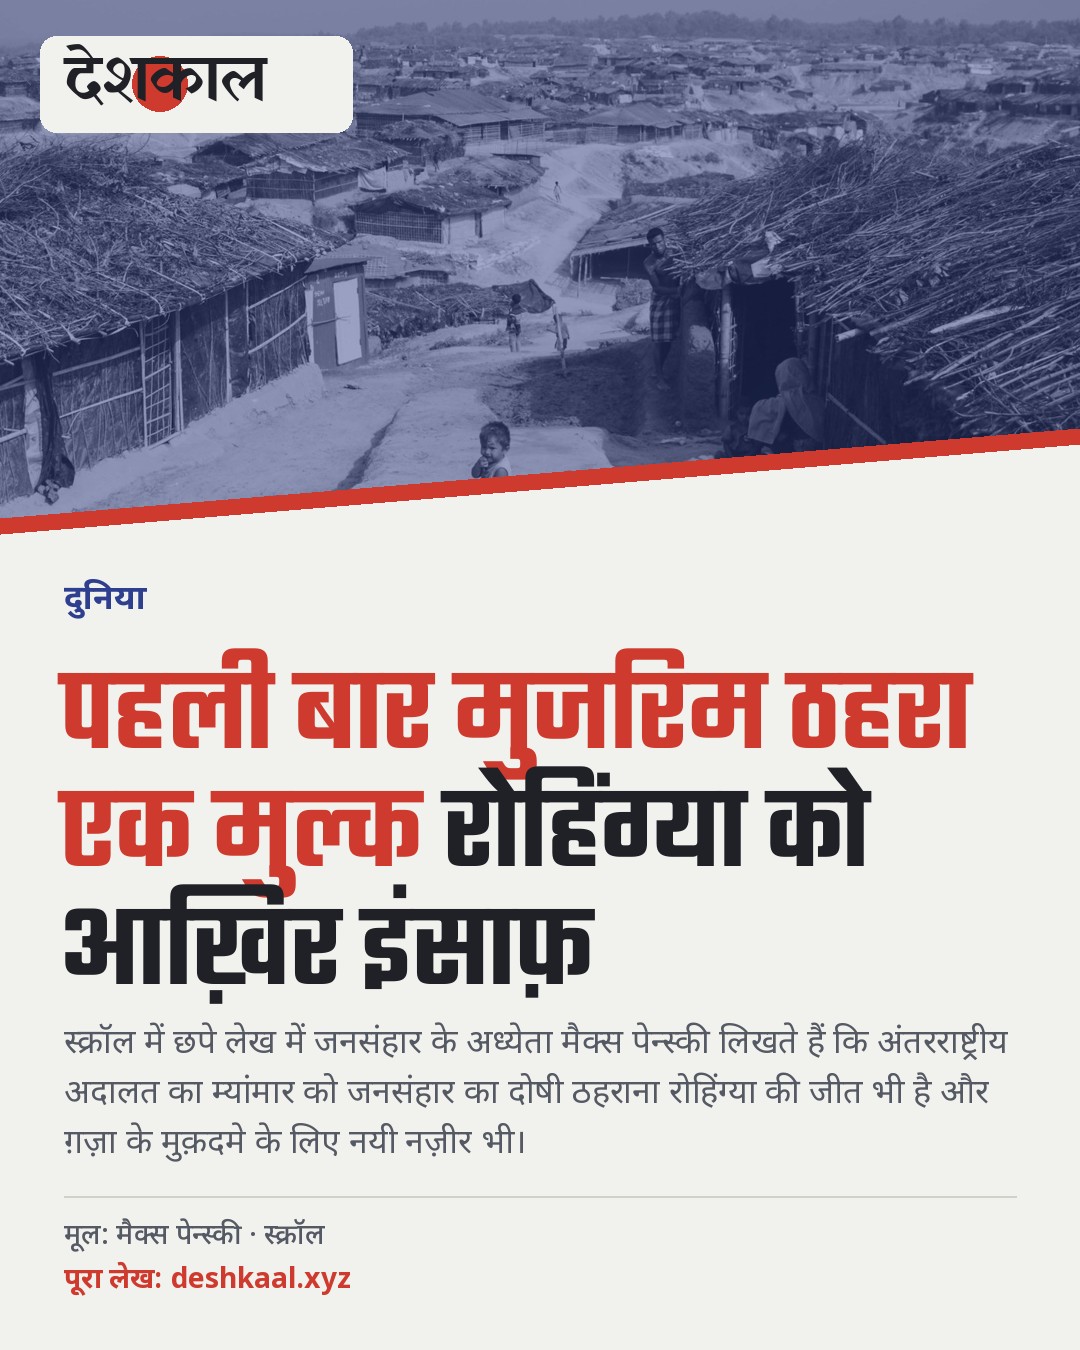 देशकाल
दुनिया
पहली बार मुजरिम ठहरा
एक मुल्क रोहिंग्या को
आख़िर इंसाफ़
स्क्रॉल में छपे लेख में जनसंहार के अध्येता मैक्स पेन्स्की लिखते हैं कि अंतरराष्ट्रीय
अदालत का म्यांमार को जनसंहार का दोषी ठहराना रोहिंग्या की जीत भी है और
ग़ज़ा के मुक़दमे के लिए नयी नज़ीर भी।
मूल: मैक्स पेन्स्की · स्क्रॉल
पूरा लेख: deshkaal.xyz